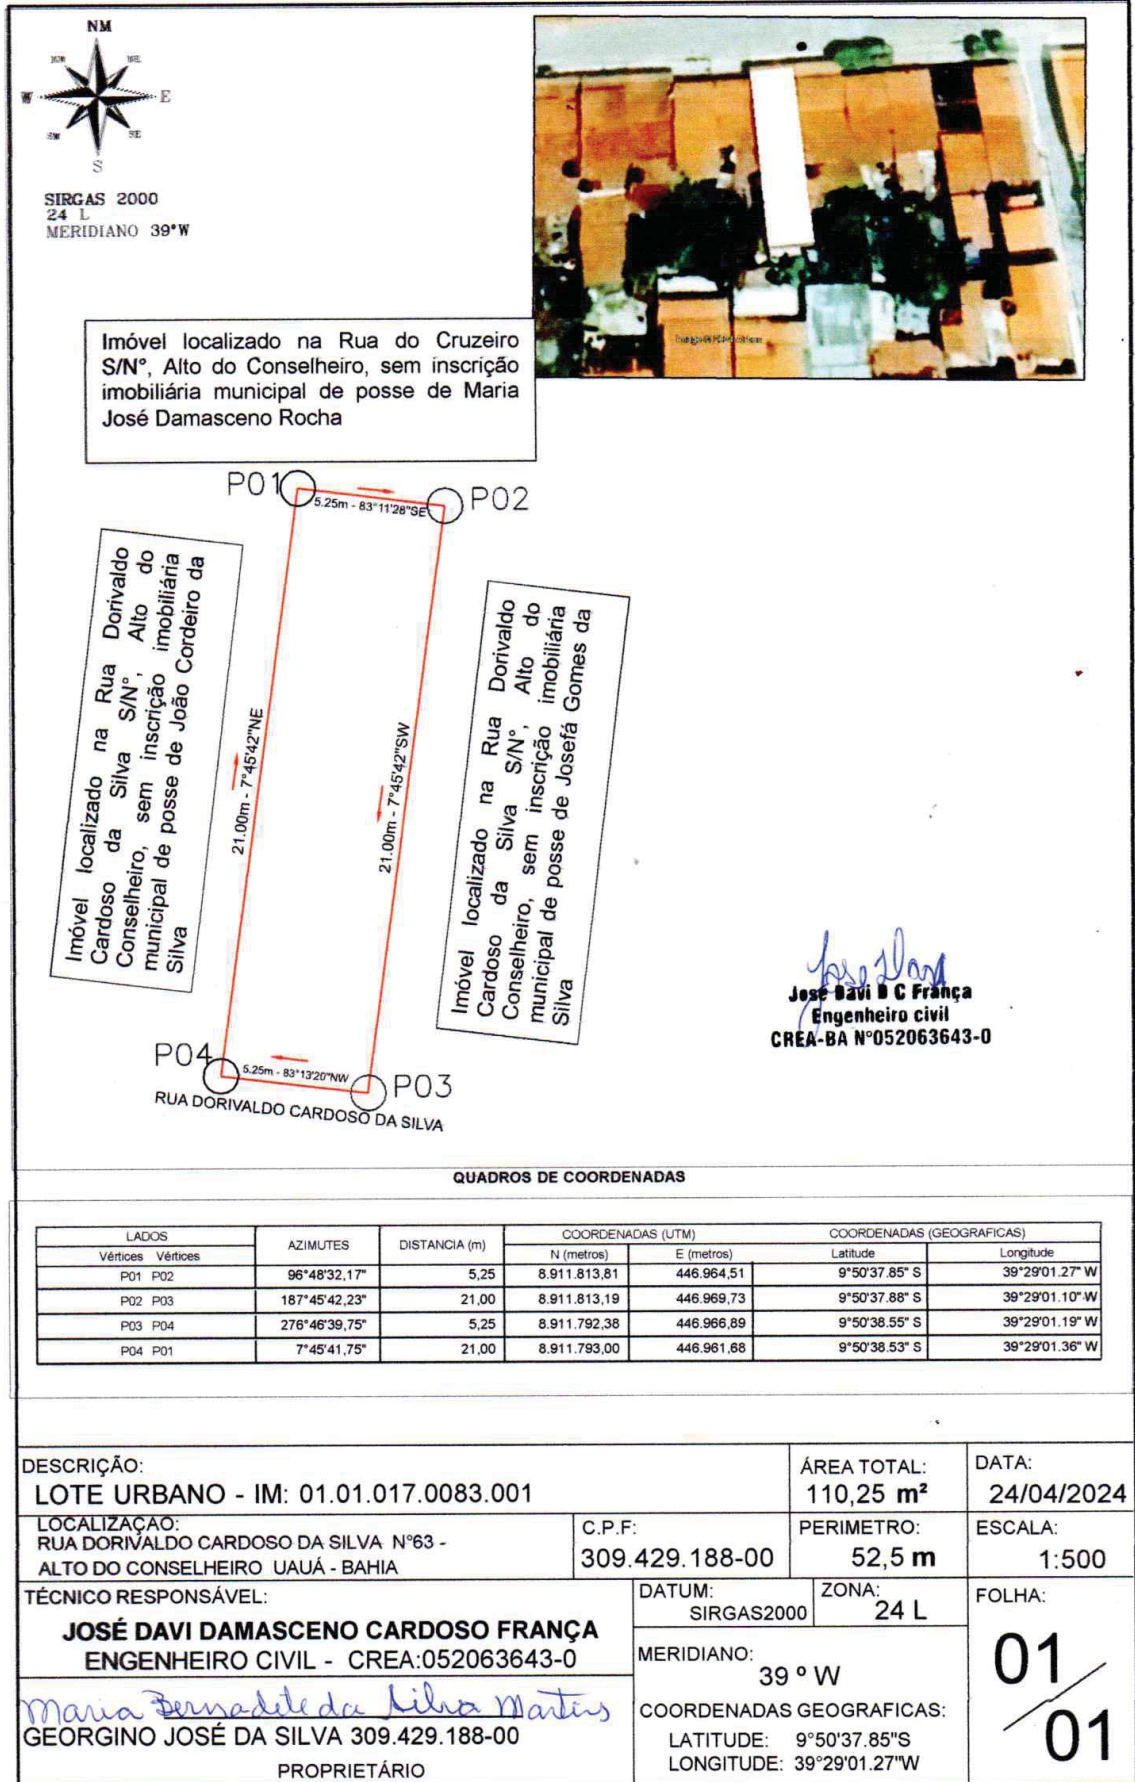 NM
NW
NE
W
E
SW
SE
S
SIRGAS 2000
24 L
MERIDIANO 39°W
Imóvel localizado na Rua do Cruzeiro
S/N°, Alto do Conselheiro, sem inscrição
imobiliária municipal de posse de Maria
José Damasceno Rocha
P01
P02
5.25m - 83°11'28"SE
Imóvel localizado na Rua Dorivaldo
Cardoso da Silva S/N°, Alto do
Conselheiro, sem inscrição imobiliária
municipal de posse de João Cordeiro da
Silva
21.00m - 7°45'42"NE
21.00m - 7°45'42"SW
Imóvel localizado na Rua Dorivaldo
Cardoso da Silva S/N°, Alto do
Conselheiro, sem inscrição imobiliária
municipal de posse de Josefá Gomes da
Silva
José Davi D C França
Engenheiro civil
CREA-BA N°052063643-0
P04
5.25m - 83°13'20"NW
P03
RUA DORIVALDO CARDOSO DA SILVA
QUADROS DE COORDENADAS
LADOS AZIMUTES DISTANCIA (m) COORDENADAS (UTM) COORDENADAS (GEOGRAFICAS)
Vértices Vértices N (metros) E (metros) Latitude Longitude
P01 P02 96°48'32,17" 5,25 8.911.813,81 446.964,51 9°50'37.85" S 39°29'01.27" W
P02 P03 187°45'42,23" 21,00 8.911.813,19 446.969,73 9°50'37.88" S 39°29'01.10" W
P03 P04 276°46'39,75" 5,25 8.911.792,38 446.966,89 9°50'38.55" S 39°29'01.19" W
P04 P01 7°45'41,75" 21,00 8.911.793,00 446.961,68 9°50'38.53" S 39°29'01.36" W
DESCRIÇÃO:
LOTE URBANO - IM: 01.01.017.0083.001
ÁREA TOTAL:
110,25 m²
DATA:
24/04/2024
LOCALIZAÇAO:
RUA DORIVALDO CARDOSO DA SILVA N°63 -
ALTO DO CONSELHEIRO UAUÁ - BAHIA
C.P.F:
309.429.188-00
PERIMETRO:
52,5 m
ESCALA:
1:500
TÉCNICO RESPONSÁVEL:
JOSÉ DAVI DAMASCENO CARDOSO FRANÇA
ENGENHEIRO CIVIL - CREA:052063643-0
DATUM:
SIRGAS2000
ZONA:
24 L
FOLHA:
01/01
MERIDIANO:
39 º W
Maria Bernadete da Silva Martins
GEORGINO JOSÉ DA SILVA 309.429.188-00
PROPRIETÁRIO
COORDENADAS GEOGRAFICAS:
LATITUDE: 9°50'37.85"S
LONGITUDE: 39°29'01.27"W